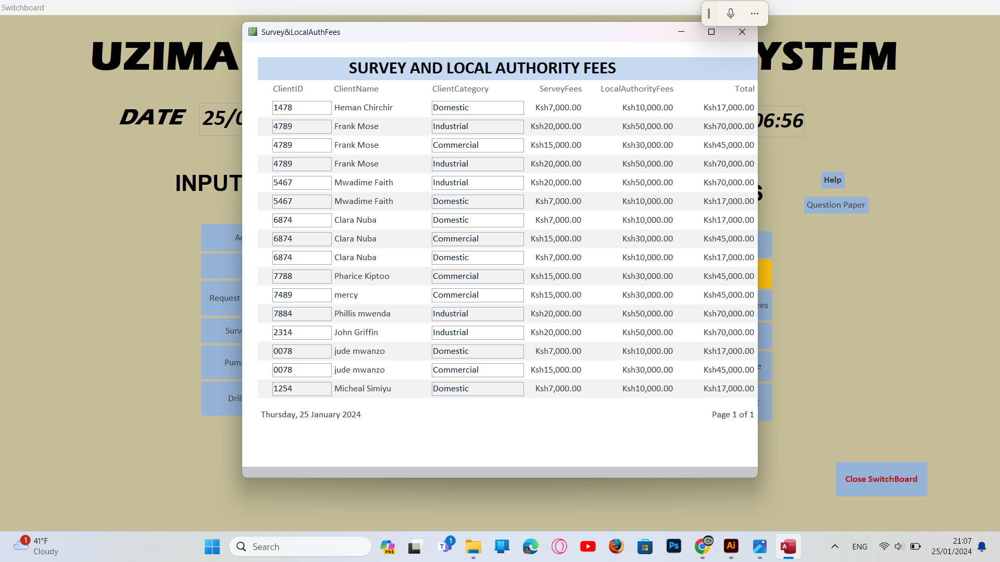 Switchboard
Survey&LocalAuthFees
UZIMA
YSTEM
SURVEY AND LOCAL AUTHORITY FEES
ClientID ClientName ClientCategory ServeyFees LocalAuthorityFees Total
1478 Heman Chirchir Domestic Ksh7,000.00 Ksh10,000.00 Ksh17,000.00
4789 Frank Mose Industrial Ksh20,000.00 Ksh50,000.00 Ksh70,000.00
4789 Frank Mose Commercial Ksh15,000.00 Ksh30,000.00 Ksh45,000.00
4789 Frank Mose Industrial Ksh20,000.00 Ksh50,000.00 Ksh70,000.00
5467 Mwadime Faith Industrial Ksh20,000.00 Ksh50,000.00 Ksh70,000.00
5467 Mwadime Faith Domestic Ksh7,000.00 Ksh10,000.00 Ksh17,000.00
6874 Clara Nuba Domestic Ksh7,000.00 Ksh10,000.00 Ksh17,000.00
6874 Clara Nuba Commercial Ksh15,000.00 Ksh30,000.00 Ksh45,000.00
6874 Clara Nuba Domestic Ksh7,000.00 Ksh10,000.00 Ksh17,000.00
7788 Pharice Kiptoo Commercial Ksh15,000.00 Ksh30,000.00 Ksh45,000.00
7489 mercy Commercial Ksh15,000.00 Ksh30,000.00 Ksh45,000.00
7884 Phillis mwenda Industrial Ksh20,000.00 Ksh50,000.00 Ksh70,000.00
2314 John Griffin Industrial Ksh20,000.00 Ksh50,000.00 Ksh70,000.00
0078 jude mwanzo Domestic Ksh7,000.00 Ksh10,000.00 Ksh17,000.00
0078 jude mwanzo Commercial Ksh15,000.00 Ksh30,000.00 Ksh45,000.00
1254 Micheal Simiyu Domestic Ksh7,000.00 Ksh10,000.00 Ksh17,000.00
Thursday, 25 January 2024 Page 1 of 1
DATE 25/0
06:56
INPUT
S
Help
Question Paper
Ac
Request
Surv
Pump
Drill
ees
e
t
Close SwitchBoard
1
41°F
Cloudy
Search
PRE
T
1
Ps
Ai
A
ENG
21:07
25/01/2024